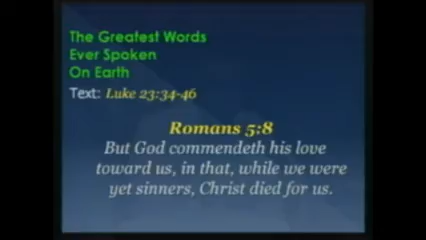 The Greatest Words
Ever Spoken
On Earth
Text: Luke 23:34-46
Romans 5:8
But God commendeth his love
toward us, in that, while we were
yet sinners, Christ died for us.